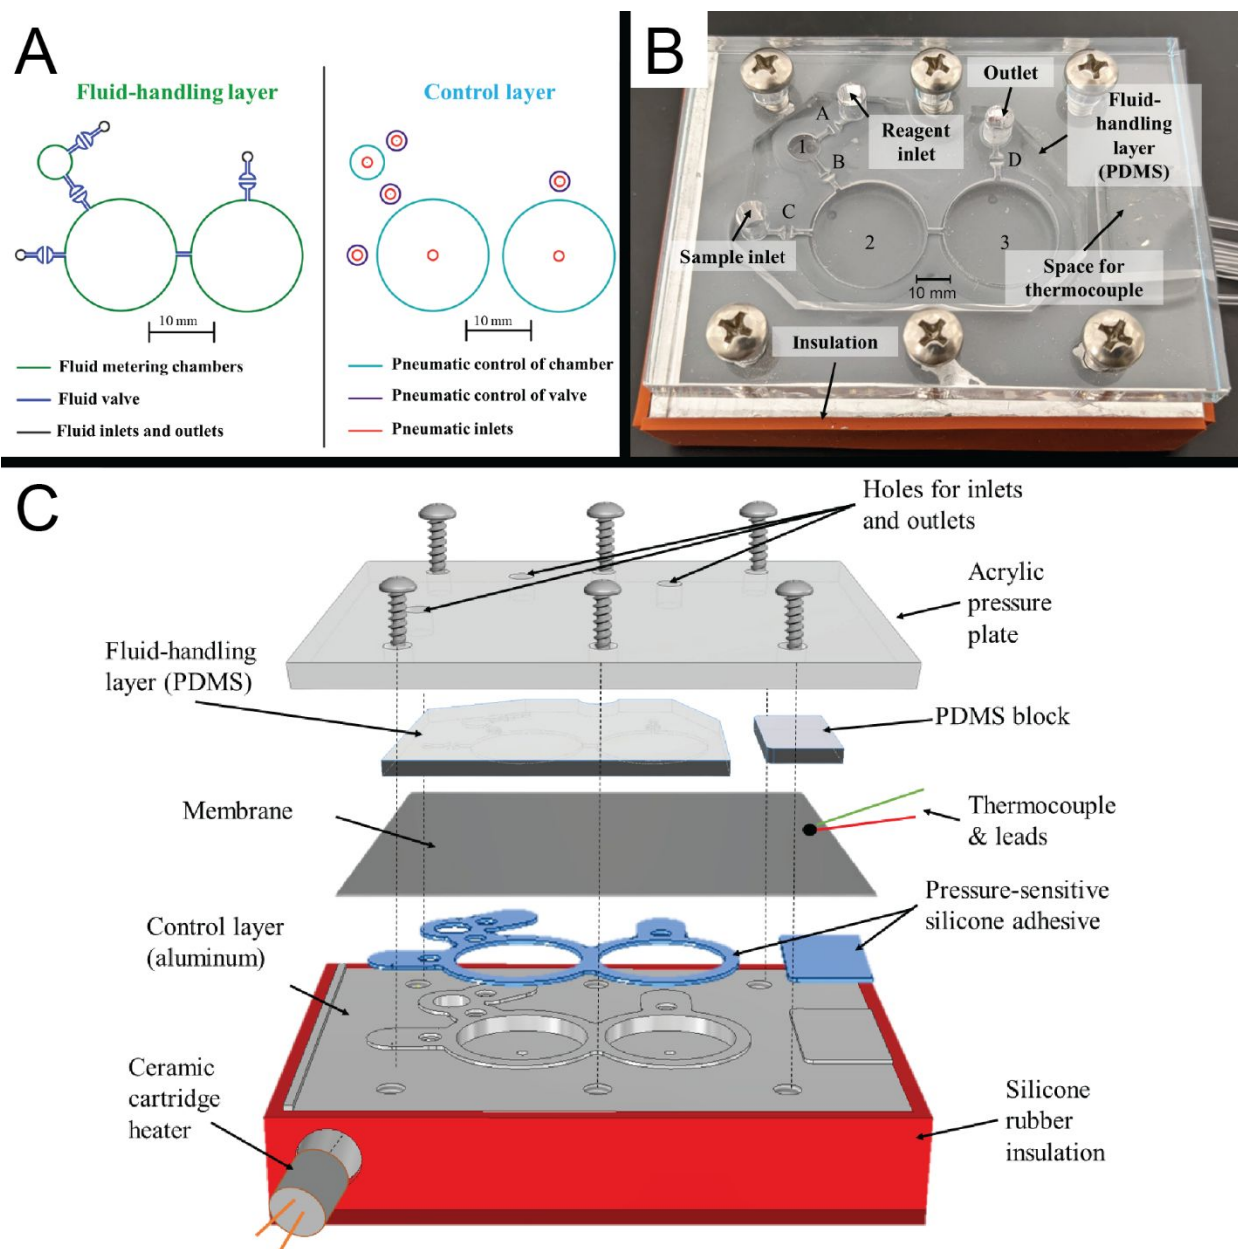 A
Fluid-handling layer
Control layer
10 mm
10 mm
Fluid metering chambers
Fluid valve
Fluid inlets and outlets
Pneumatic control of chamber
Pneumatic control of valve
Pneumatic inlets
B
Outlet
Fluid-
handling
layer
(PDMS)
A
Reagent
inlet
1
B
D
C
Sample inlet
2
3
10 mm
Space for
thermocouple
Insulation
C
Holes for inlets
and outlets
Acrylic
pressure
plate
Fluid-handling
layer (PDMS)
PDMS block
Membrane
Thermocouple
& leads
Pressure-sensitive
silicone adhesive
Control layer
(aluminum)
Ceramic
cartridge
heater
Silicone
rubber
insulation